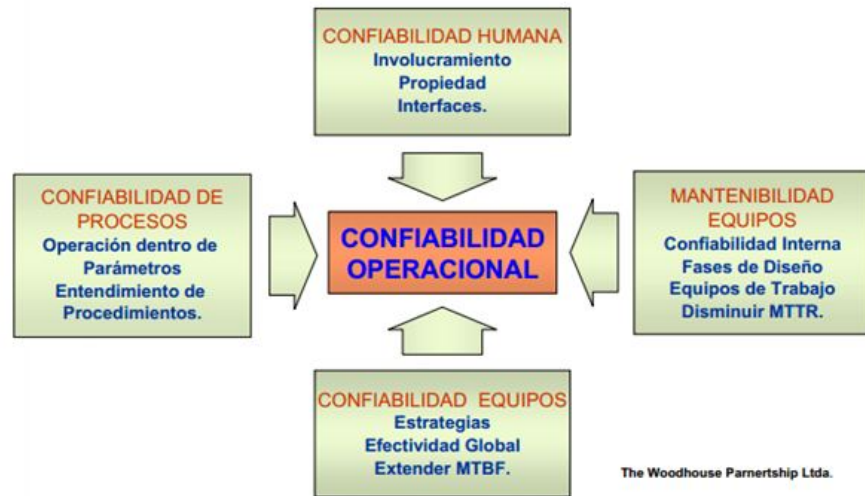 CONFIABILIDAD HUMANA
Involucramiento
Propiedad
Interfaces.
CONFIABILIDAD DE
PROCESOS
Operación dentro de
Parámetros
Entendimiento de
Procedimientos.
CONFIABILIDAD
OPERACIONAL
MANTENIBILIDAD
EQUIPOS
Confiabilidad Interna
Fases de Diseño
Equipos de Trabajo
Disminuir MTTR.
CONFIABILIDAD EQUIPOS
Estrategias
Efectividad Global
Extender MTBF.
The Woodhouse Parnertship Ltda.